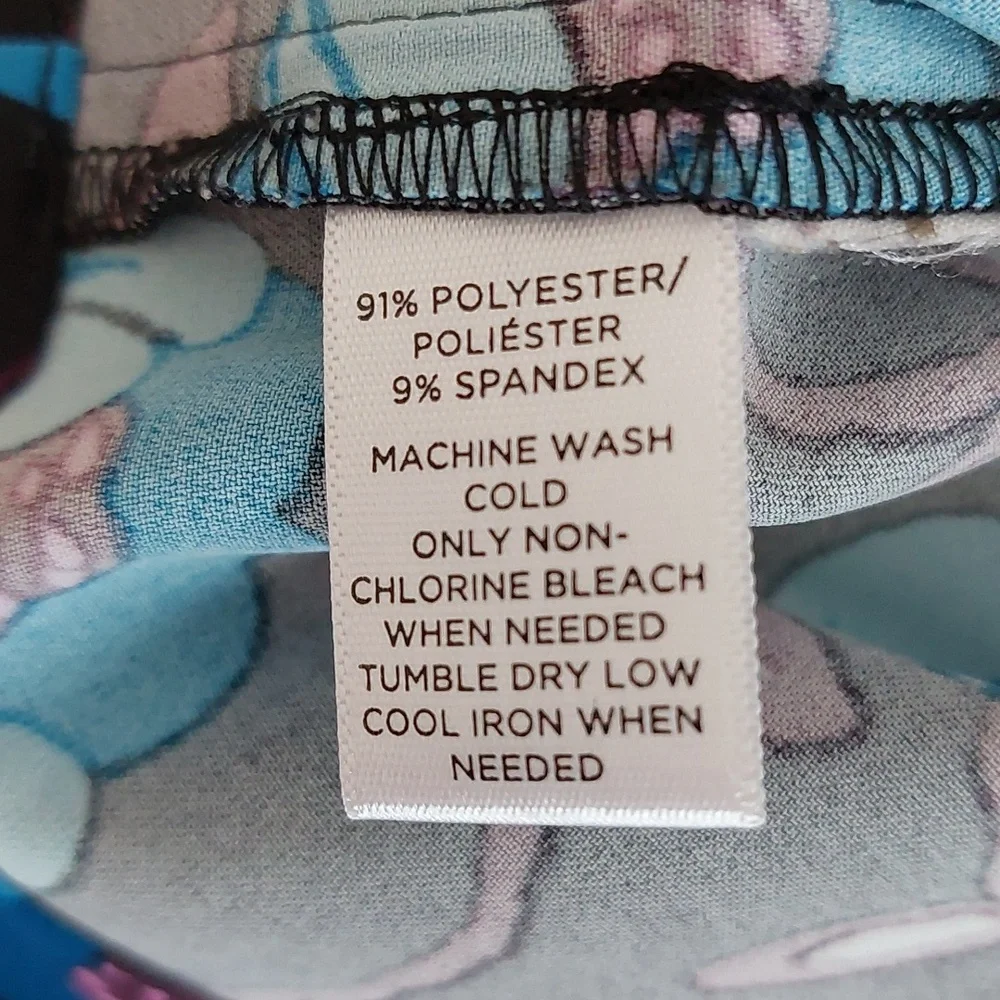 91% POLYESTER/
POLIÉSTER
9% SPANDEX
MACHINE WASH
COLD
ONLY NON-
CHLORINE BLEACH
WHEN NEEDED
TUMBLE DRY LOW
COOL IRON WHEN
NEEDED